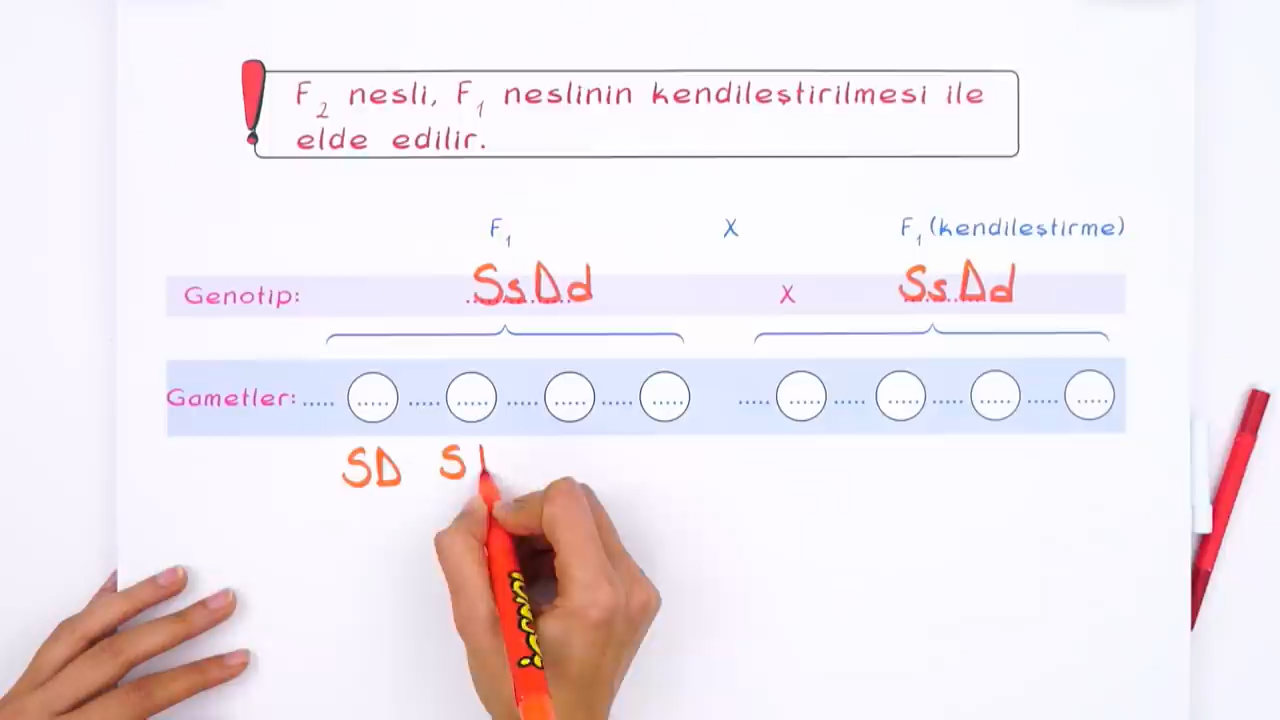 F₂ nesli, F₁ neslinin kendileştirilmesi ile
elde edilir.
F₁ X F₁ (kendileştirme)
Genotip: SsDd X SsDd
Gametler: ..... ..... ..... ..... ..... ..... ..... ..... ..... ..... ..... ..... ..... ..... ..... .....
SD S